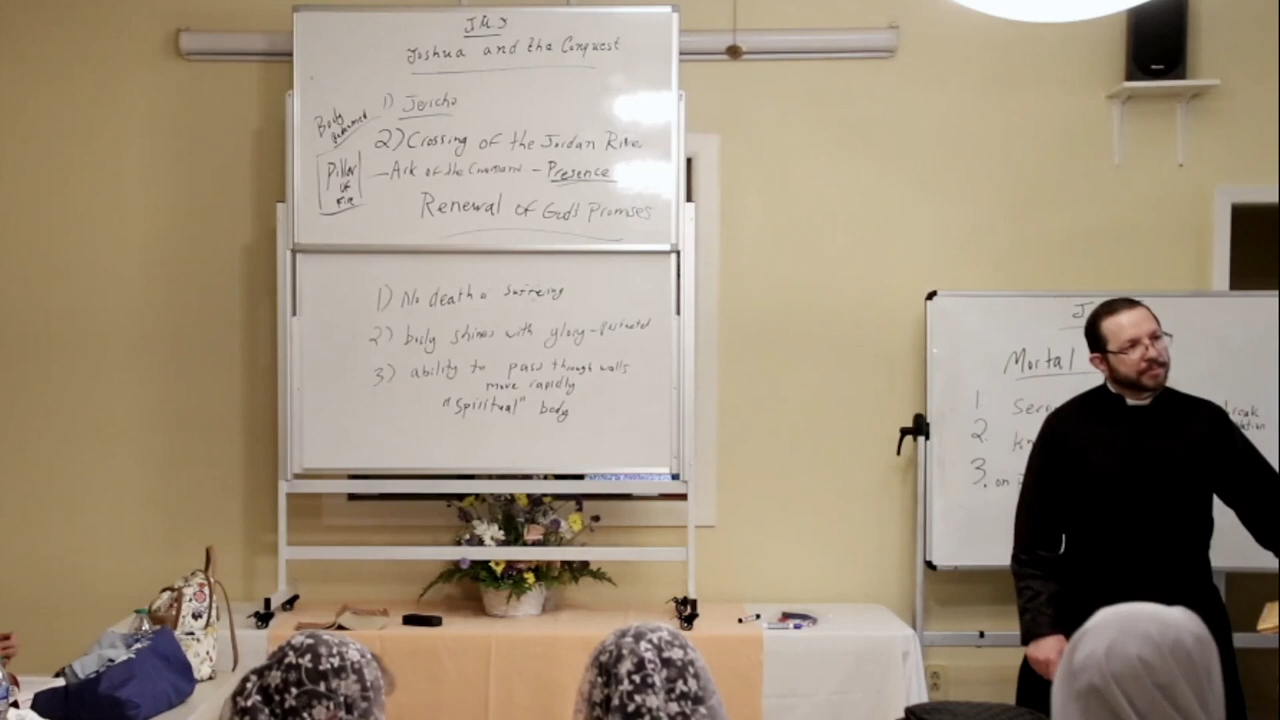 J.M.J
Joshua and the Conquest
1) Jericho
Body
2) Crossing of the Jordan River
Pillar
OF
Fire
-Ark of the Covenant - Presence
Renewal of God's Promises
1) No death or suffering
2) body shines with glory -
3) ability to pass through walls
move rapidly
"Spiritual" body
J
Mortal
1
break
2.
3. on